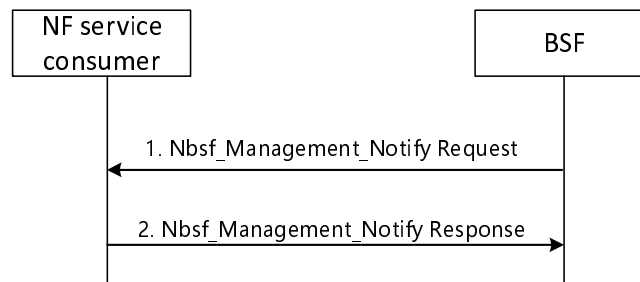 NF service
consumer
BSF
1. Nbsf_Management_Notify Request
2. Nbsf_Management_Notify Response